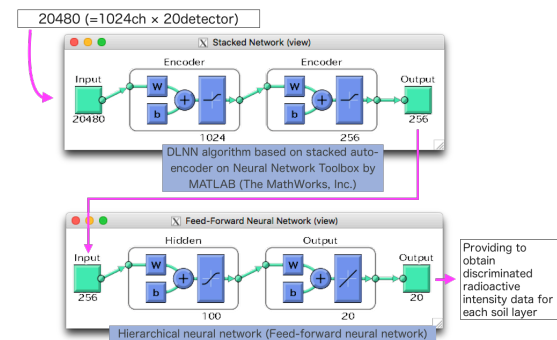 20480 (=1024ch × 20detector)
Stacked Network (view)
Encoder
Encoder
Input
Output
W
b
+
W
b
+
20480
1024
256
256
DLNN algorithm based on stacked auto-
encoder on Neural Network Toolbox by
MATLAB (The MathWorks, Inc.)
Feed-Forward Neural Network (view)
Hidden
Output
Input
Output
W
b
+
W
b
+
256
100
20
20
Providing to
obtain
discriminated
radioactive
intensity data for
each soil layer
Hierarchical neural network (Feed-forward neural network)